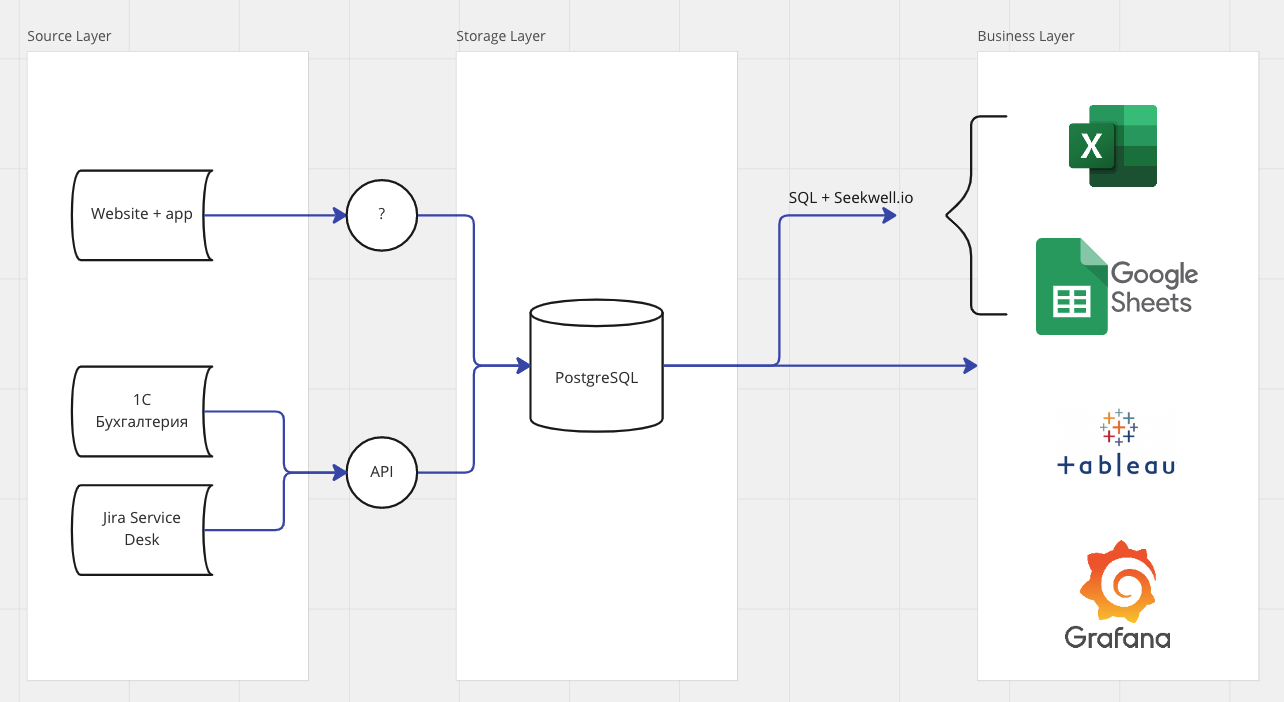 Source Layer
Storage Layer
Business Layer
Website + app
?
SQL + Seekwell.io
X
Google
Sheets
PostgreSQL
1С
Бухгалтерия
API
Jira Service
Desk
+ableau
Grafana